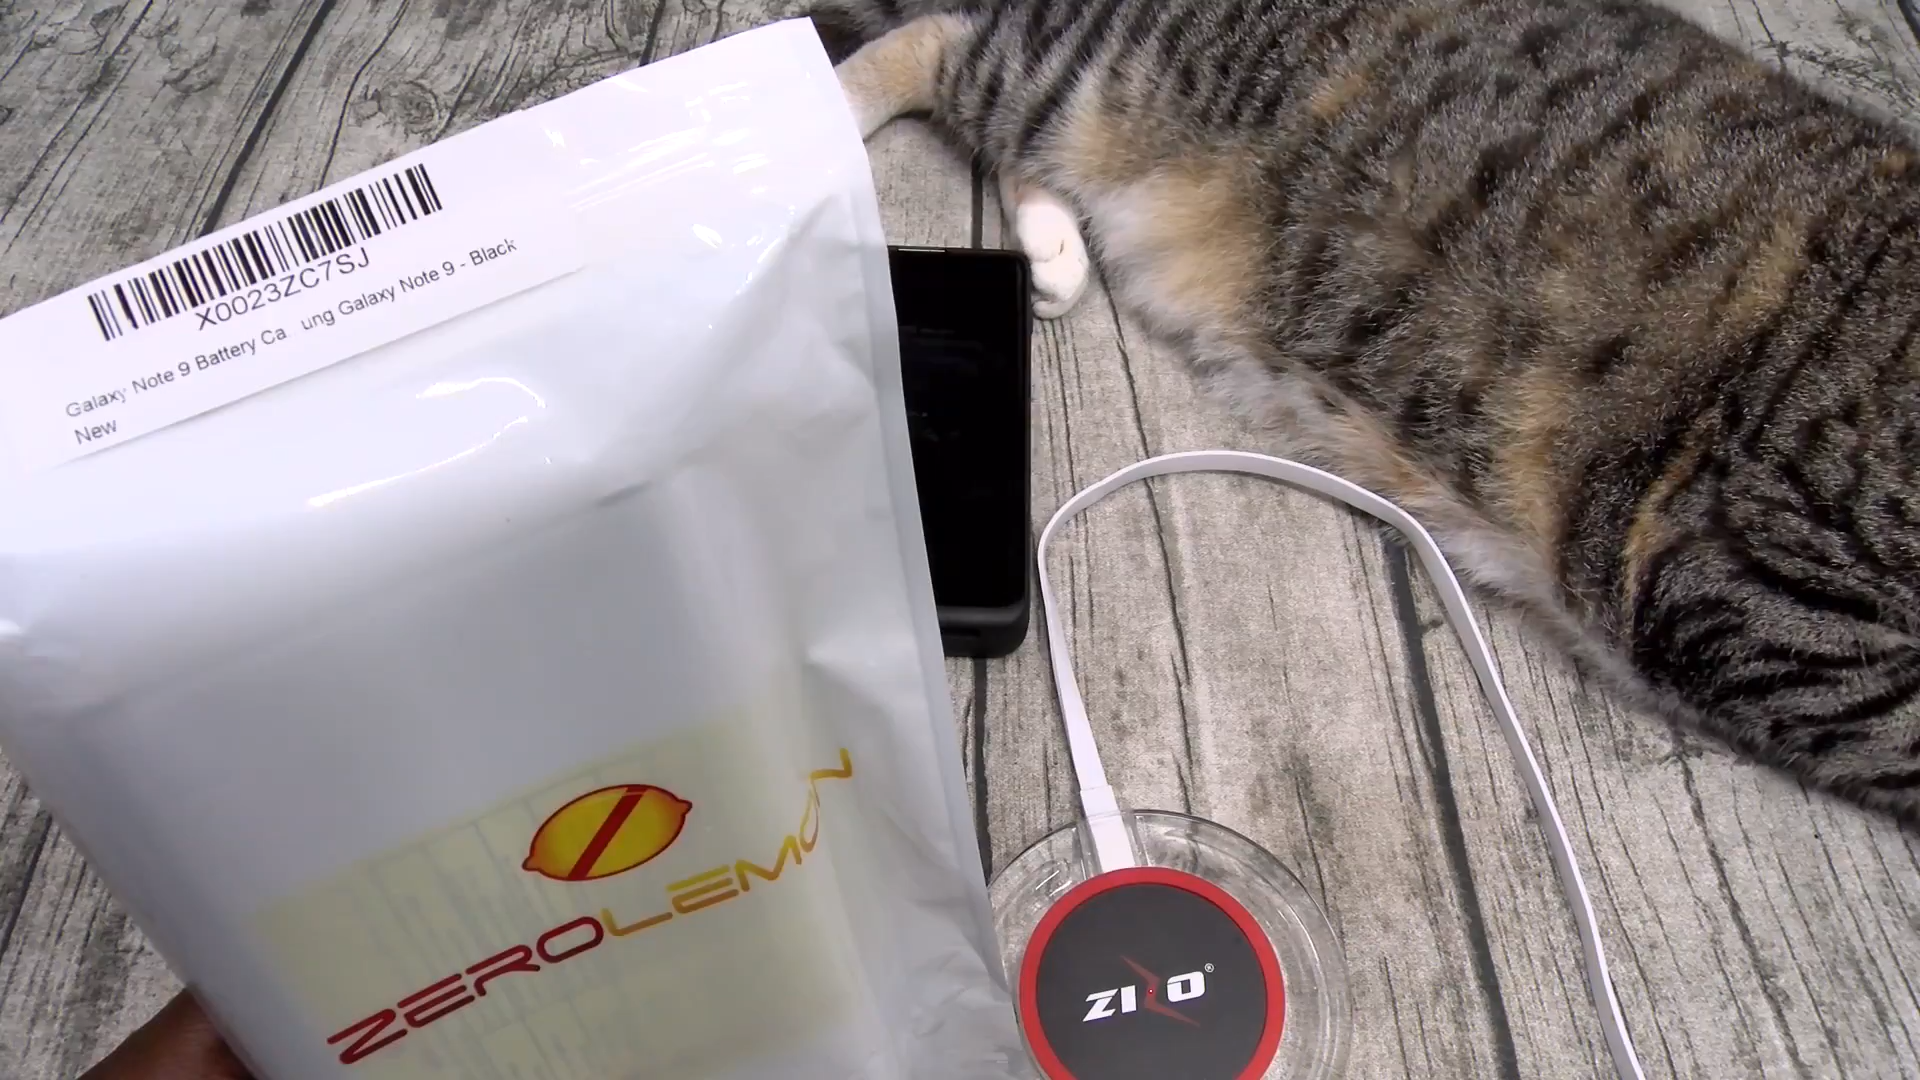 X0023ZC7SJ
Galaxy Note 9 Battery Ca.. ung Galaxy Note 9 - Black
New
ZEROLEMON
ZIZO®